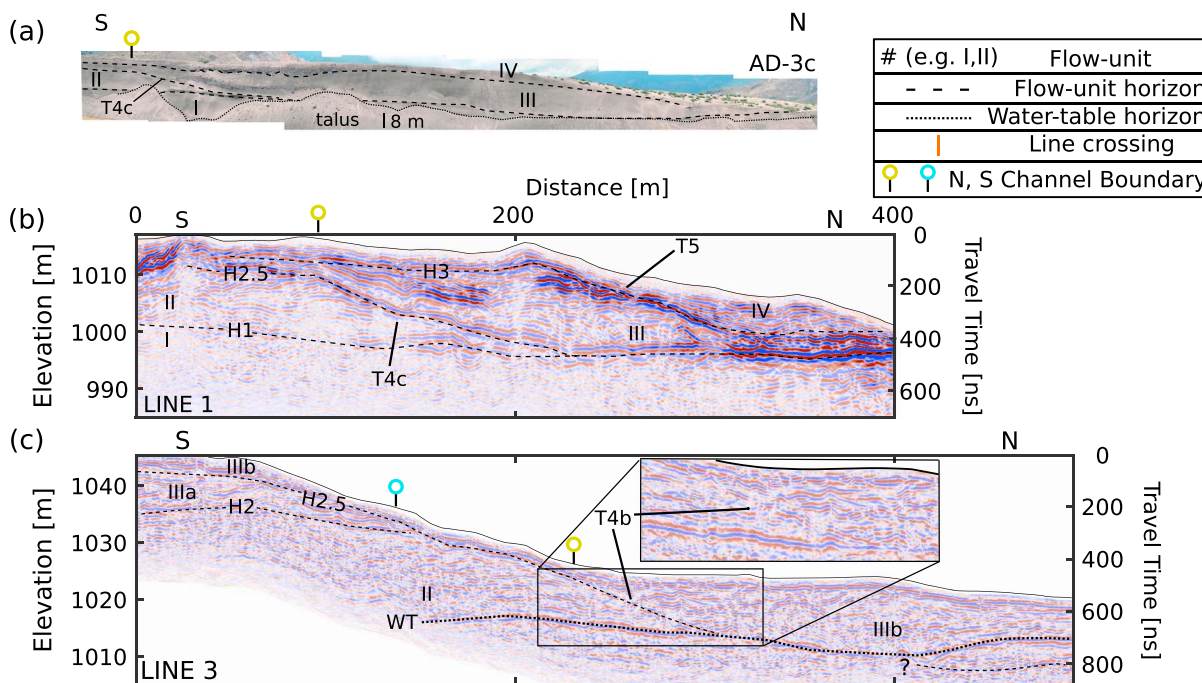 (a)
S
N
AD-3c
II
T4c
I
talus
8 m
III
IV
# (e.g. I,II) Flow-unit
Flow-unit horizon
Water-table horizon
Line crossing
N, S Channel Boundary
Distance [m]
0 200 400
(b)
S
N
Elevation [m]
1010
1000
990
Travel Time [ns]
0
200
400
600
H2.5
H3
T5
II
IV
III
H1
I
T4c
LINE 1
(c)
S
N
Elevation [m]
1040
1030
1020
1010
Travel Time [ns]
0
200
400
600
800
IIIb
IIIa
H2.5
H2
T4b
II
WT
IIIb
?
LINE 3